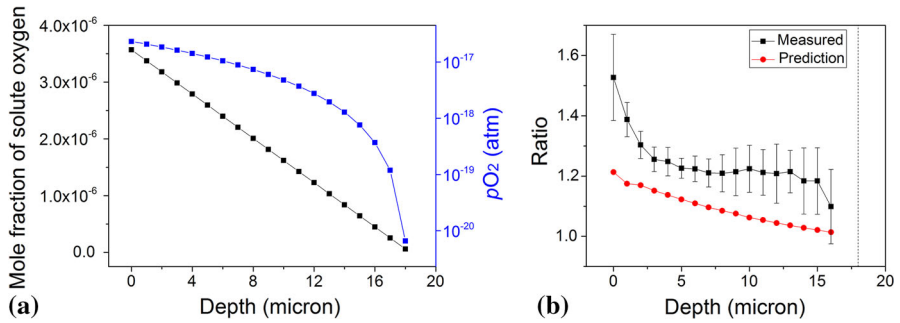 Mole fraction of solute oxygen
4.0x10⁻⁶
3.0x10⁻⁶
2.0x10⁻⁶
1.0x10⁻⁶
0.0
0 4 8 12 16 20
Depth (micron)
10⁻¹⁷
10⁻¹⁸
10⁻¹⁹
10⁻²⁰
pO₂ (atm)
(a)
Ratio
1.6
1.4
1.2
1.0
0 5 10 15 20
Depth (micron)
Measured
Prediction
(b)